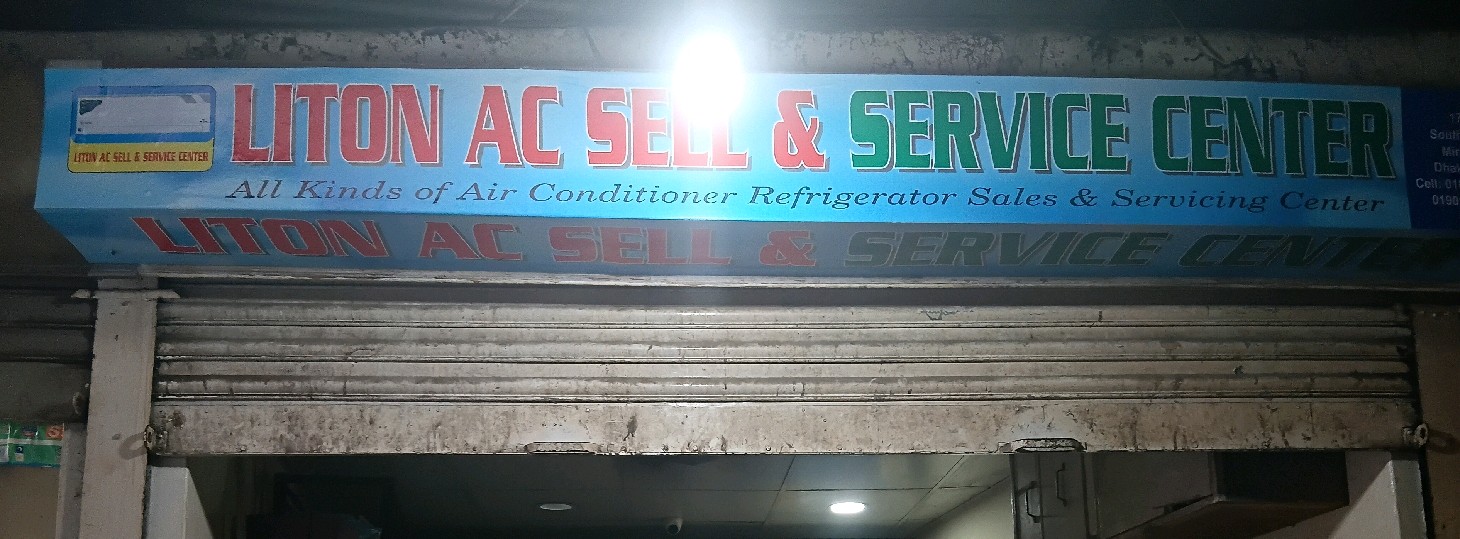 LITON AC SELL & SERVICE CENTER
LITON AC SELL & SERVICE CENTER
All Kinds of Air Conditioner Refrigerator Sales & Servicing Center
LITON AC SELL & SERVICE CENTER
Cell: